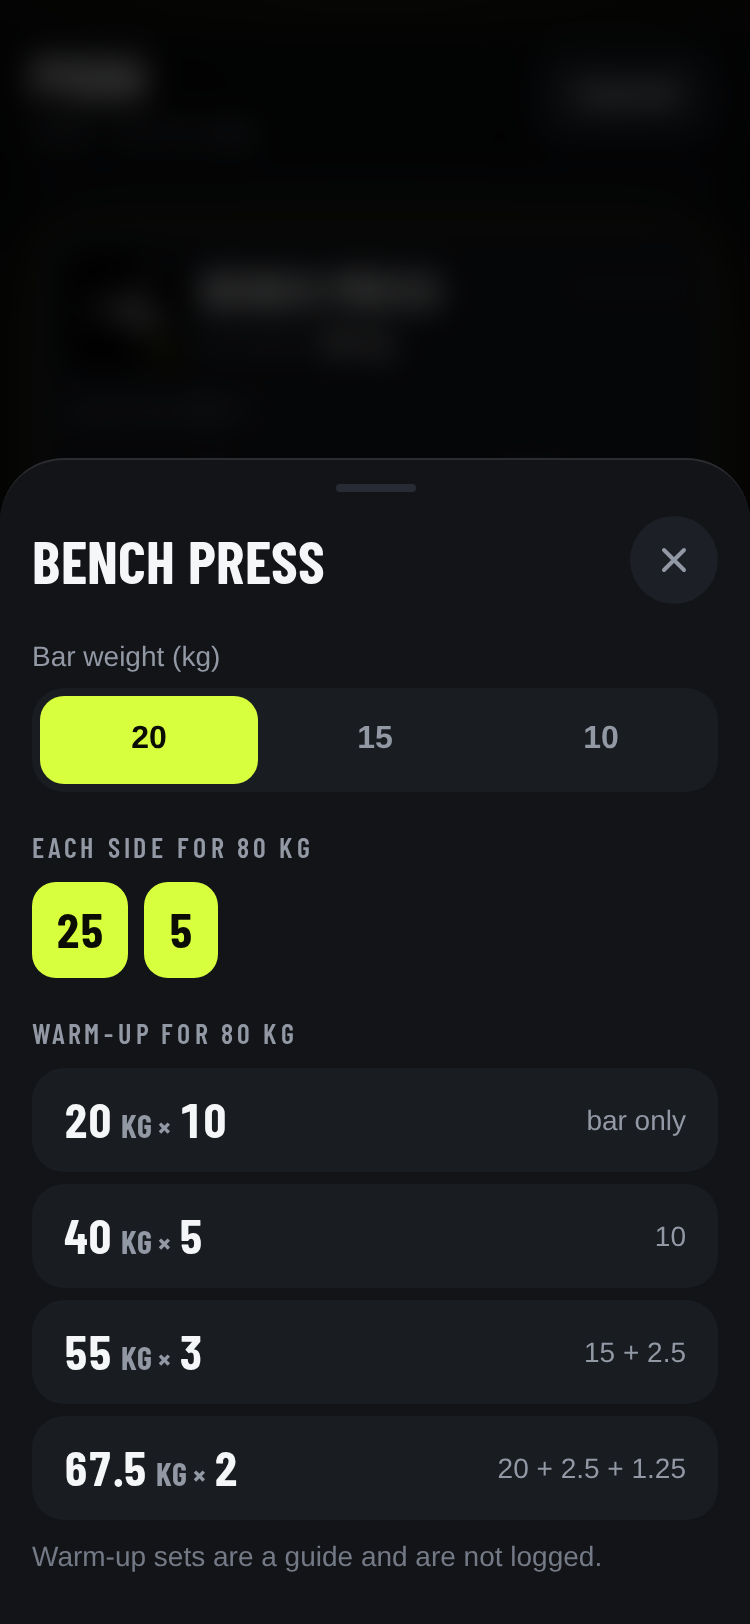 BENCH PRESS
Bar weight (kg)
20 15 10
EACH SIDE FOR 80 KG
25 5
WARM-UP FOR 80 KG
20 KG × 10 bar only
40 KG × 5 10
55 KG × 3 15 + 2.5
67.5 KG × 2 20 + 2.5 + 1.25
Warm-up sets are a guide and are not logged.